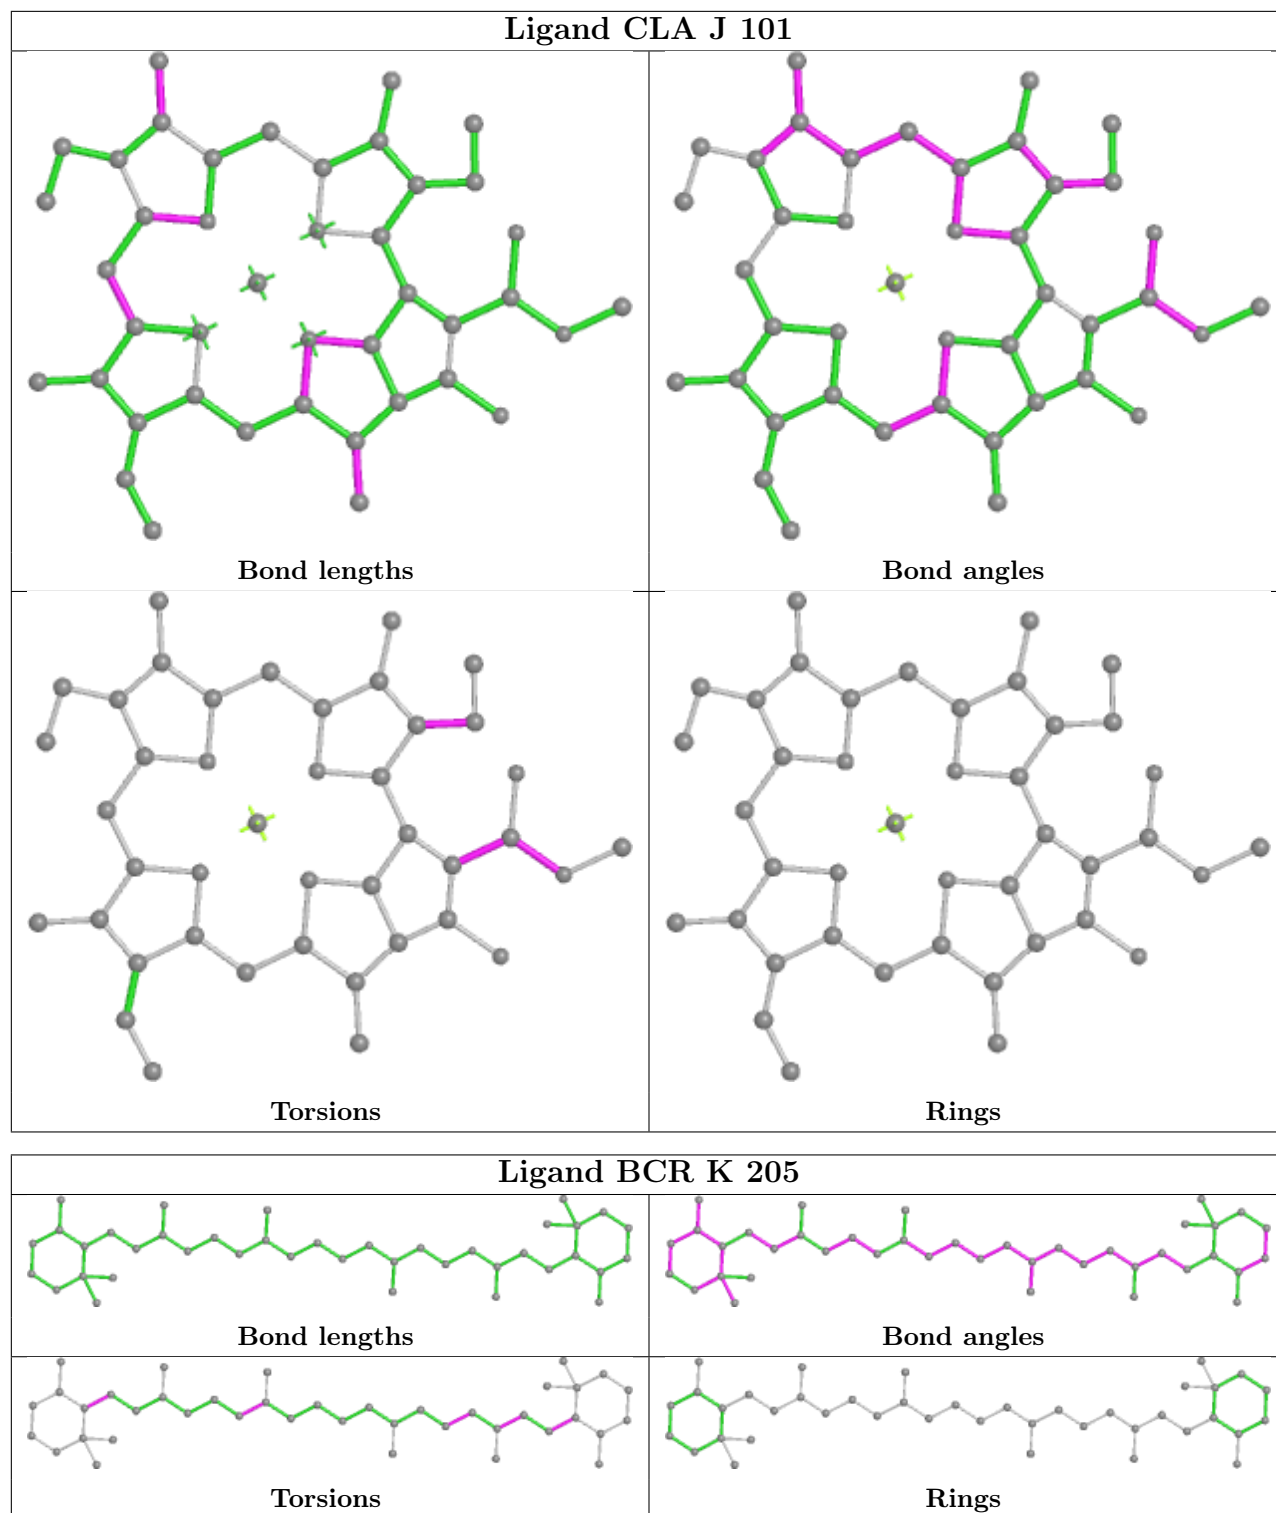 Ligand CLA J 101
Bond lengths
Bond angles
Torsions
Rings
Ligand BCR K 205
Bond lengths
Bond angles
Torsions
Rings